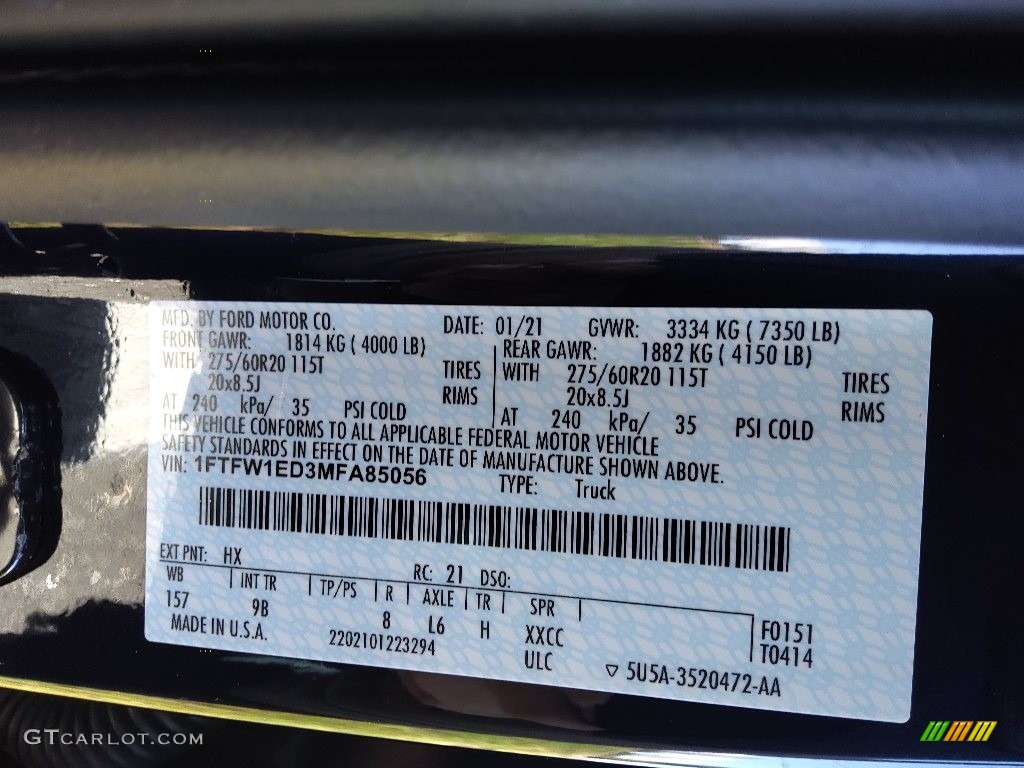 MFD. BY FORD MOTOR CO. DATE: 01/21 GVWR: 3334 KG ( 7350 LB)
FRONT GAWR: 1814 KG ( 4000 LB) REAR GAWR: 1882 KG ( 4150 LB)
WITH 275/60R20 115T TIRES WITH 275/60R20 115T TIRES
20x8.5J RIMS 20x8.5J RIMS
AT 240 kPa/ 35 PSI COLD AT 240 kPa/ 35 PSI COLD
THIS VEHICLE CONFORMS TO ALL APPLICABLE FEDERAL MOTOR VEHICLE
SAFETY STANDARDS IN EFFECT ON THE DATE OF MANUFACTURE SHOWN ABOVE.
VIN: 1FTFW1ED3MFA85056 TYPE: Truck
EXT PNT: HX RC: 21 DSO:
WB INT TR TP/PS R AXLE TR SPR
157 9B 8 L6 H XXCC F0151
MADE IN U.S.A. 2202101223294 ULC T0414
5U5A-3520472-AA
GTCARLOT.COM